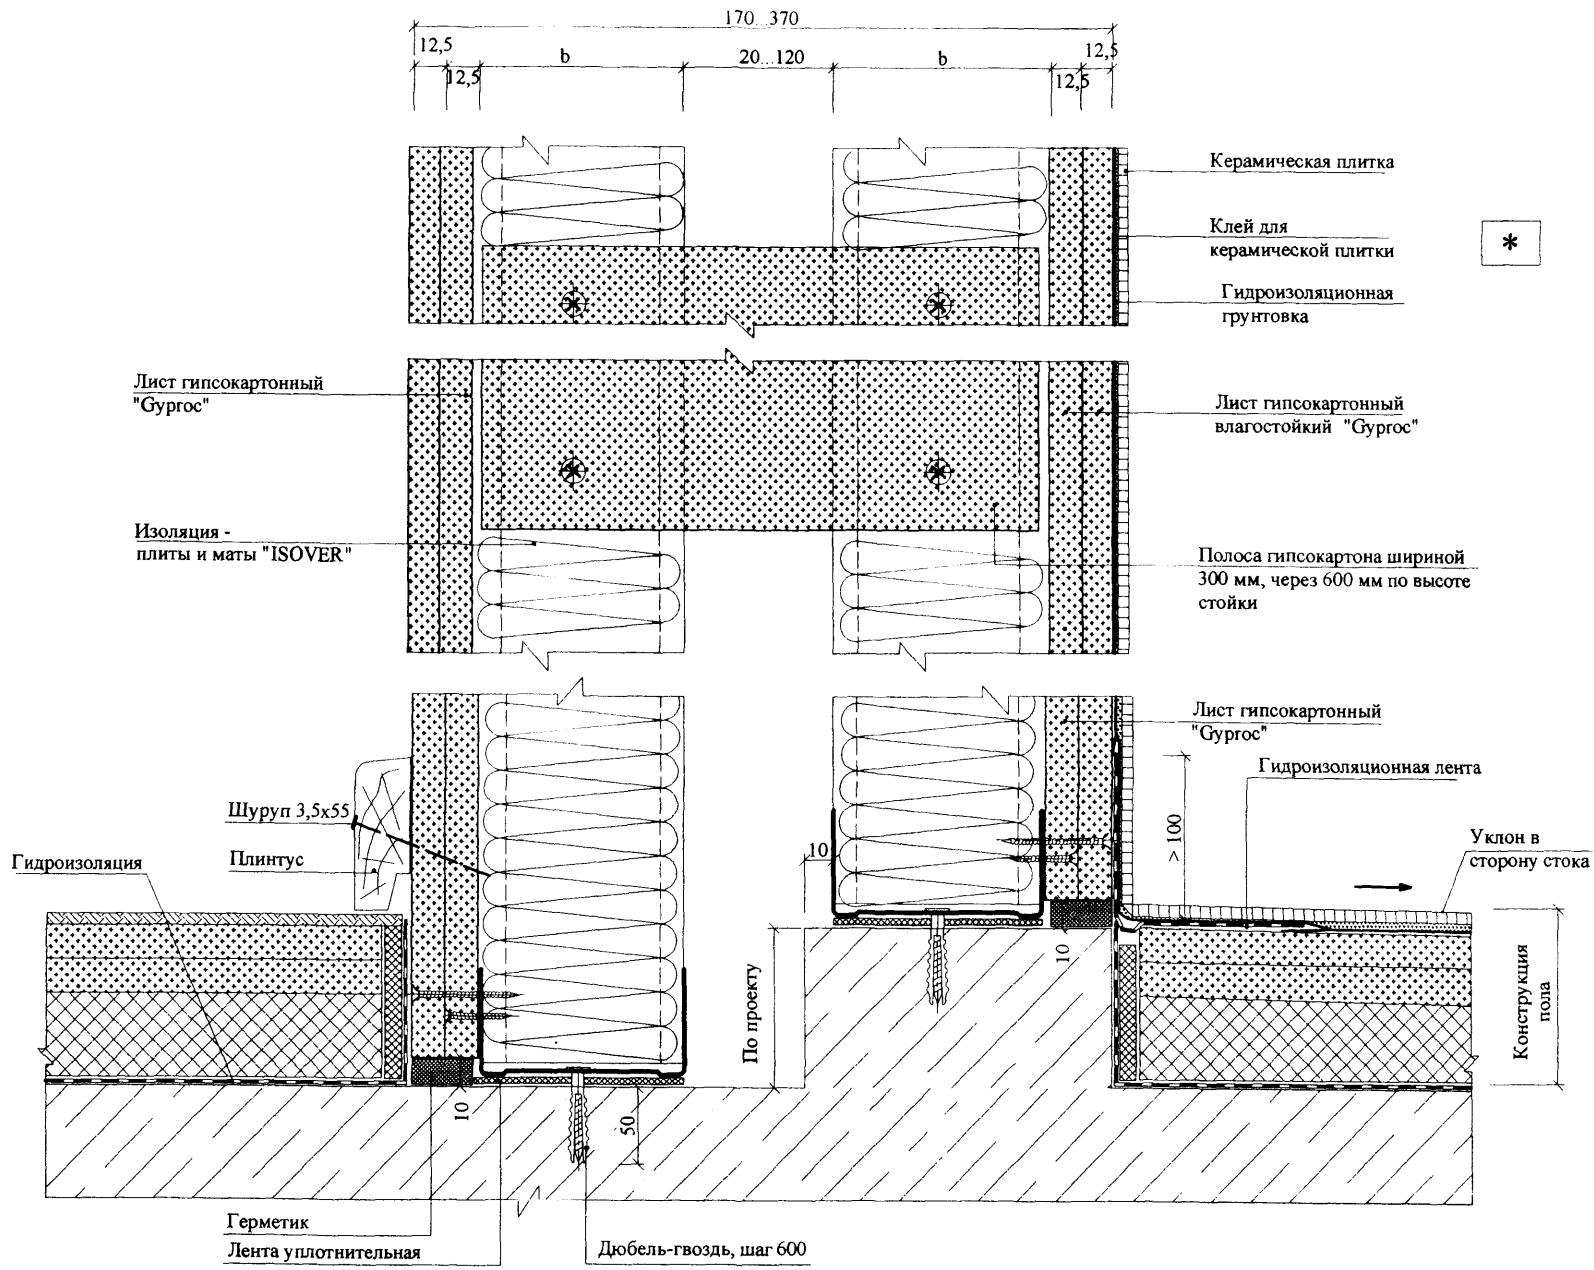 170...370
12,5
b
20...120
b
12,5
12,5
12,5
Керамическая плитка
Клей для
керамической плитки
*
Гидроизоляционная
грунтовка
Лист гипсокартонный
"Gyproc"
Лист гипсокартонный
влагостойкий "Gyproc"
Изоляция -
плиты и маты "ISOVER"
Полоса гипсокартона шириной
300 мм, через 600 мм по высоте
стойки
Лист гипсокартонный
"Gyproc"
Гидроизоляционная лента
Шуруп 3,5х55
> 100
Уклон в
сторону стока
Гидроизоляция
Плинтус
10
10
По проекту
Конструкция
пола
10
50
Герметик
Лента уплотнительная
Дюбель-гвоздь, шаг 600